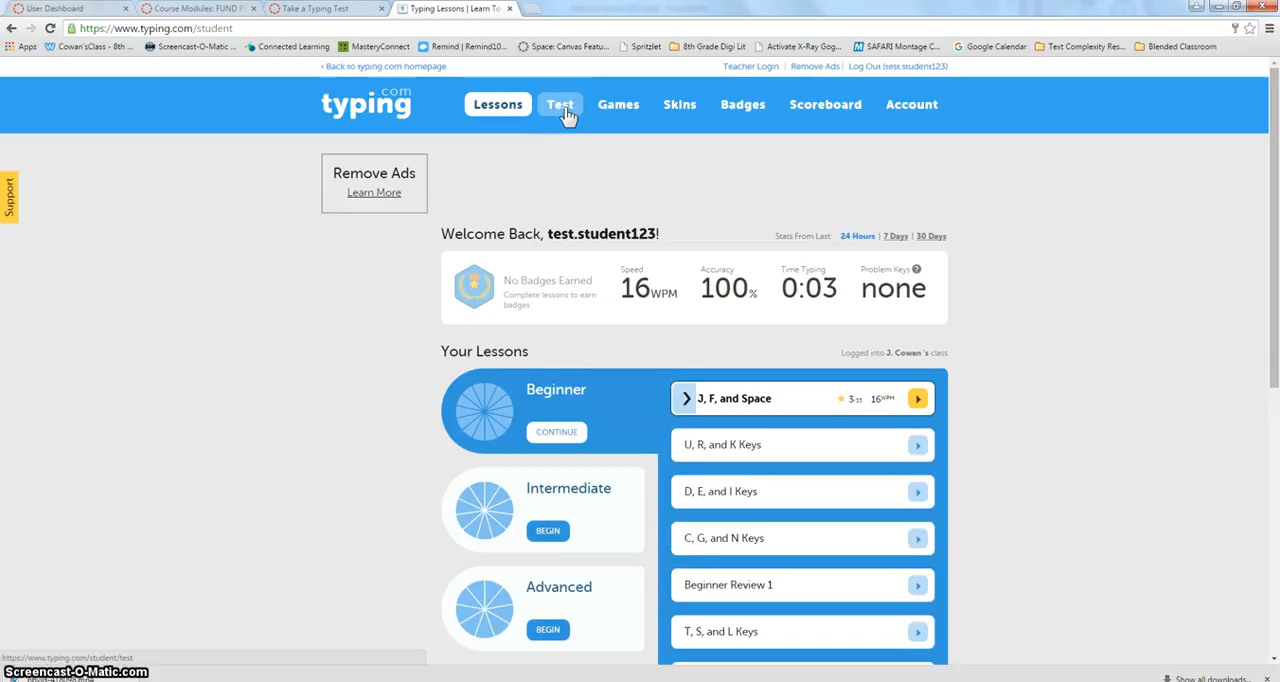 User Dashboard
Course Modules: FUND P
Take a Typing Test
Typing Lessons | Learn To
https://www.typing.com/student
Apps
Cowan'sClass - 8th ...
Screencast-O-Matic ...
Connected Learning
MasteryConnect
Remind | Remind10...
Space: Canvas Featu...
Spritzlet
8th Grade Digi Lit
Activate X-Ray Gog...
SAFARI Montage C...
Google Calendar
Text Complexity Res...
Blended Classroom
‹ Back to typing.com homepage
Teacher Login | Remove Ads | Log Out (test.student123)
typing.com
Lessons
Test
Games
Skins
Badges
Scoreboard
Account
Remove Ads
Learn More
Support
Welcome Back, test.student123!
Stats From Last: 24 Hours | 7 Days | 30 Days
No Badges Earned
Complete lessons to earn
badges
Speed
16WPM
Accuracy
100%
Time Typing
0:03
Problem Keys ?
none
Your Lessons
Logged into J. Cowan 's class
Beginner
CONTINUE
Intermediate
BEGIN
Advanced
BEGIN
J, F, and Space
16WPM
U, R, and K Keys
D, E, and I Keys
C, G, and N Keys
Beginner Review 1
T, S, and L Keys
https://www.typing.com/student/test
Screencast-O-Matic.com
Show all downloads...